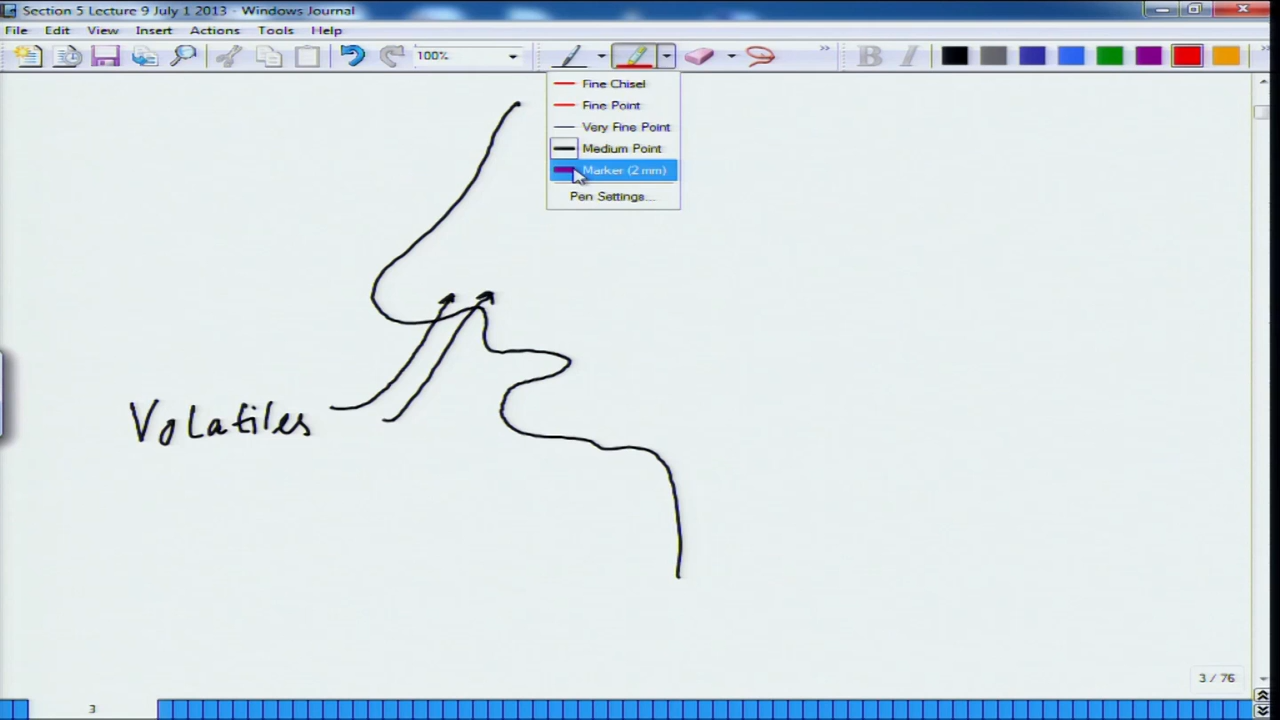 Section 5 Lecture 9 July 1 2013 - Windows Journal
File Edit View Insert Actions Tools Help
100% B I
Fine Chisel
Fine Point
Very Fine Point
Medium Point
Marker (2 mm)
Pen Settings...
Volatiles
3 / 76
3